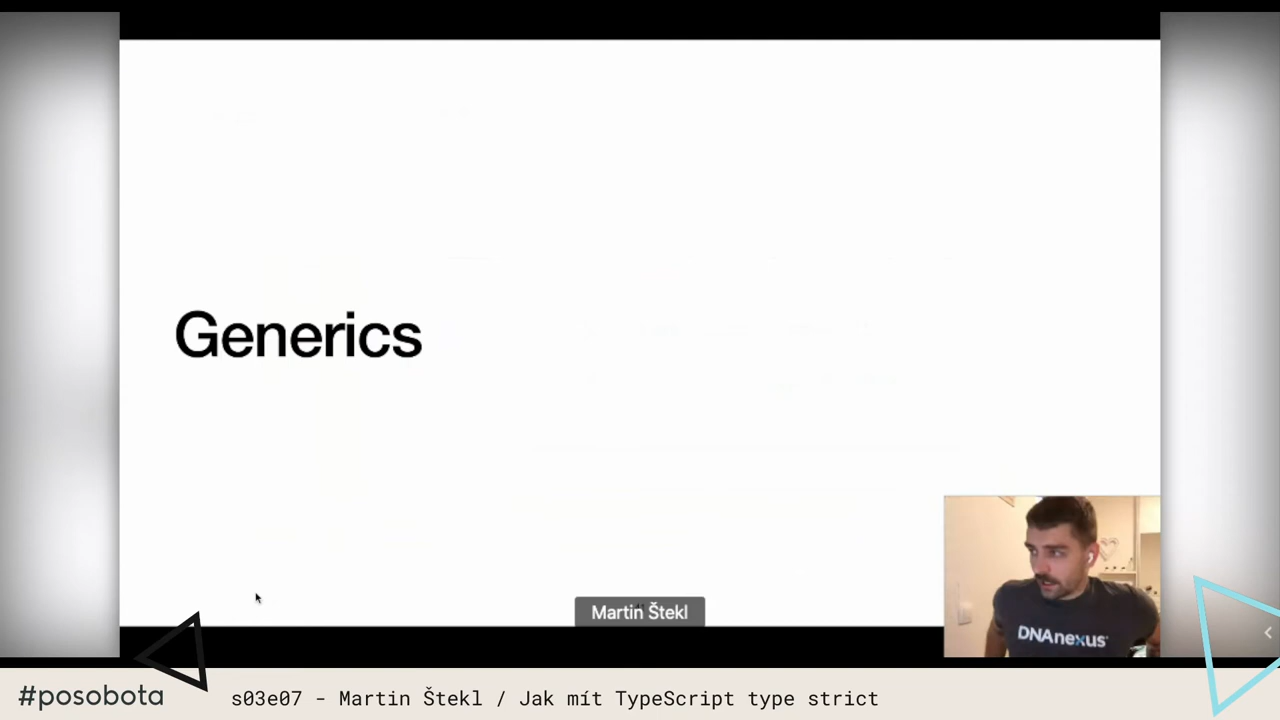 Generics
Martin Štekl
DNAnexus
#posobota
s03e07 - Martin Štekl / Jak mít TypeScript type strict